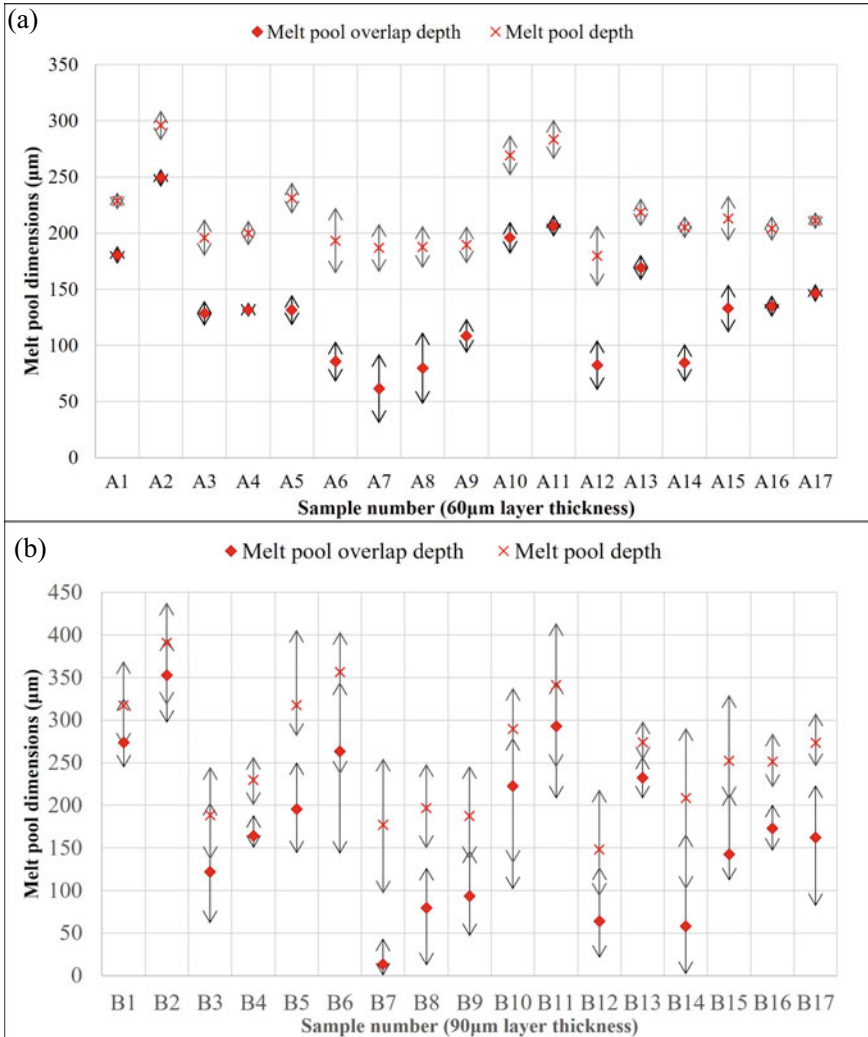 (a)
Melt pool overlap depth Melt pool depth
350
300
250
200
150
100
50
0
Melt pool dimensions (µm)
A1 A2 A3 A4 A5 A6 A7 A8 A9 A10 A11 A12 A13 A14 A15 A16 A17
Sample number (60µm layer thickness)
(b)
Melt pool overlap depth Melt pool depth
450
400
350
300
250
200
150
100
50
0
Melt pool dimensions (µm)
B1 B2 B3 B4 B5 B6 B7 B8 B9 B10 B11 B12 B13 B14 B15 B16 B17
Sample number (90µm layer thickness)